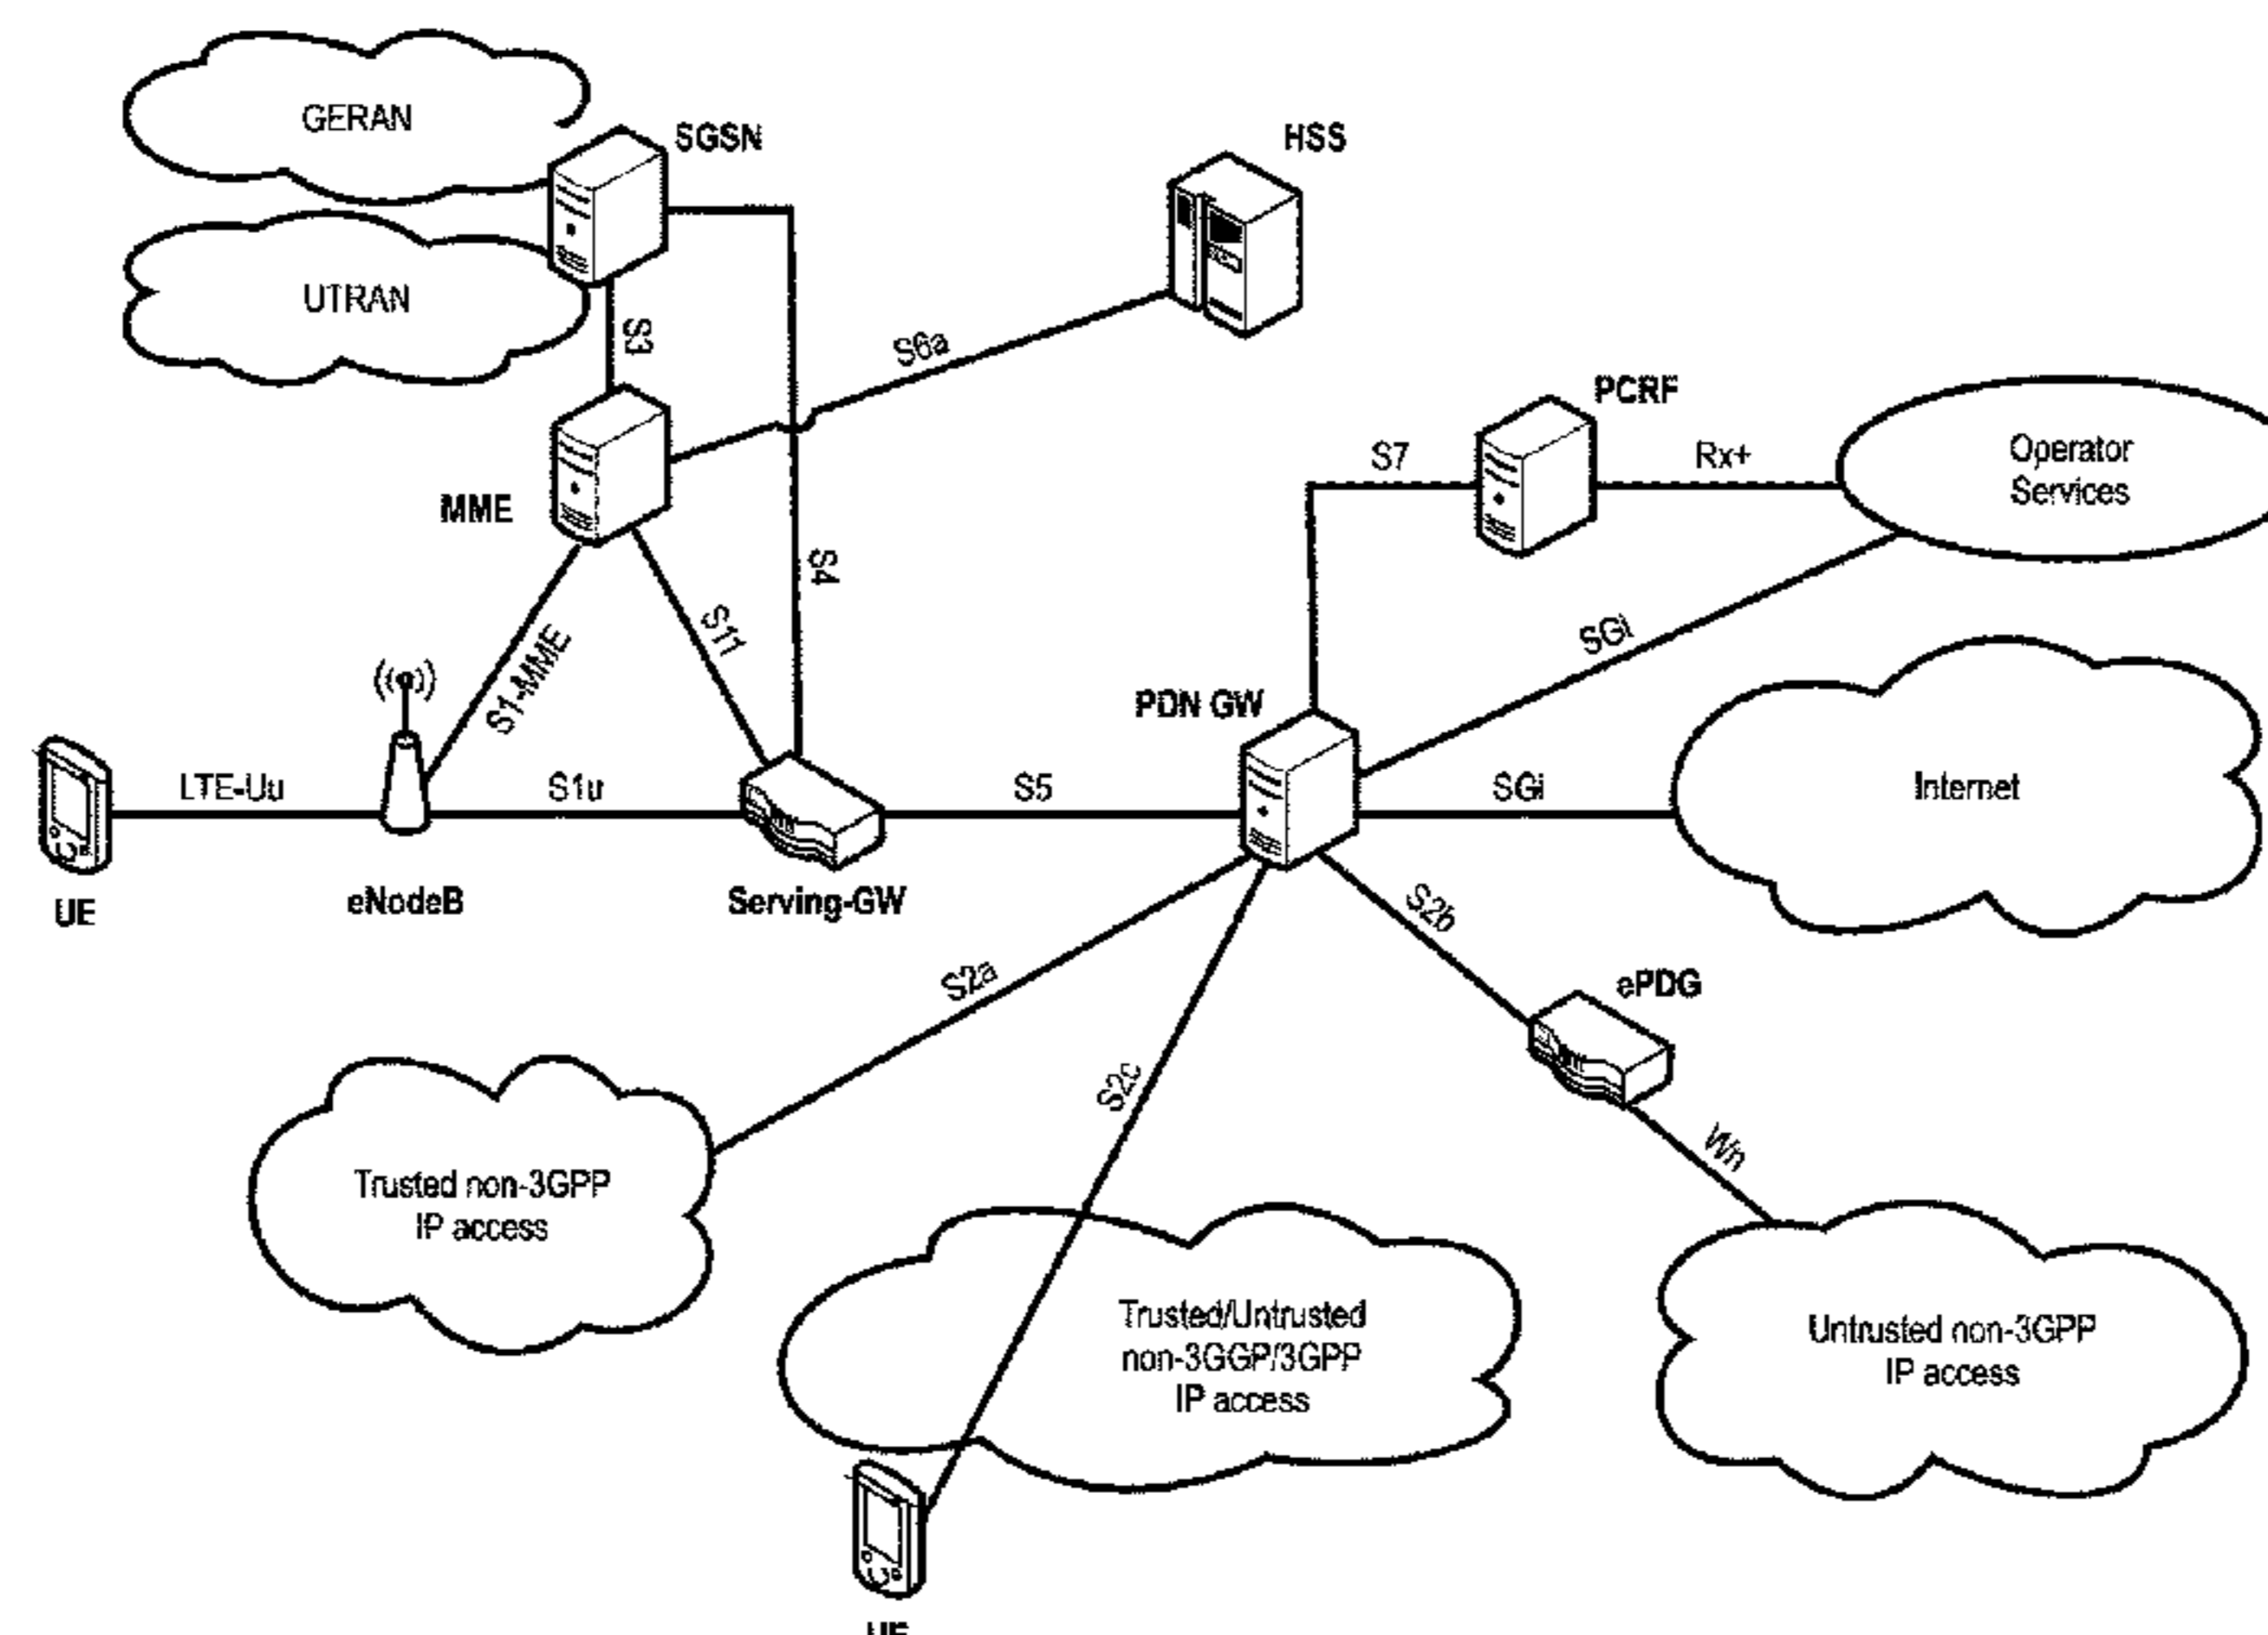 GERAN
SGSN
HSS
UTRAN
S3
S6a
PCRF
S7
Rx+
Operator
Services
MME
S4
S11
S1-MME
SGi
PDN GW
LTE-Uu
S1u
S5
SGi
Internet
UE
eNodeB
Serving-GW
S2b
S2a
ePDG
S2c
Wn
Trusted non-3GPP
IP access
Trusted/Untrusted
non-3GGP/3GPP
IP access
Untrusted non-3GPP
IP access
UE